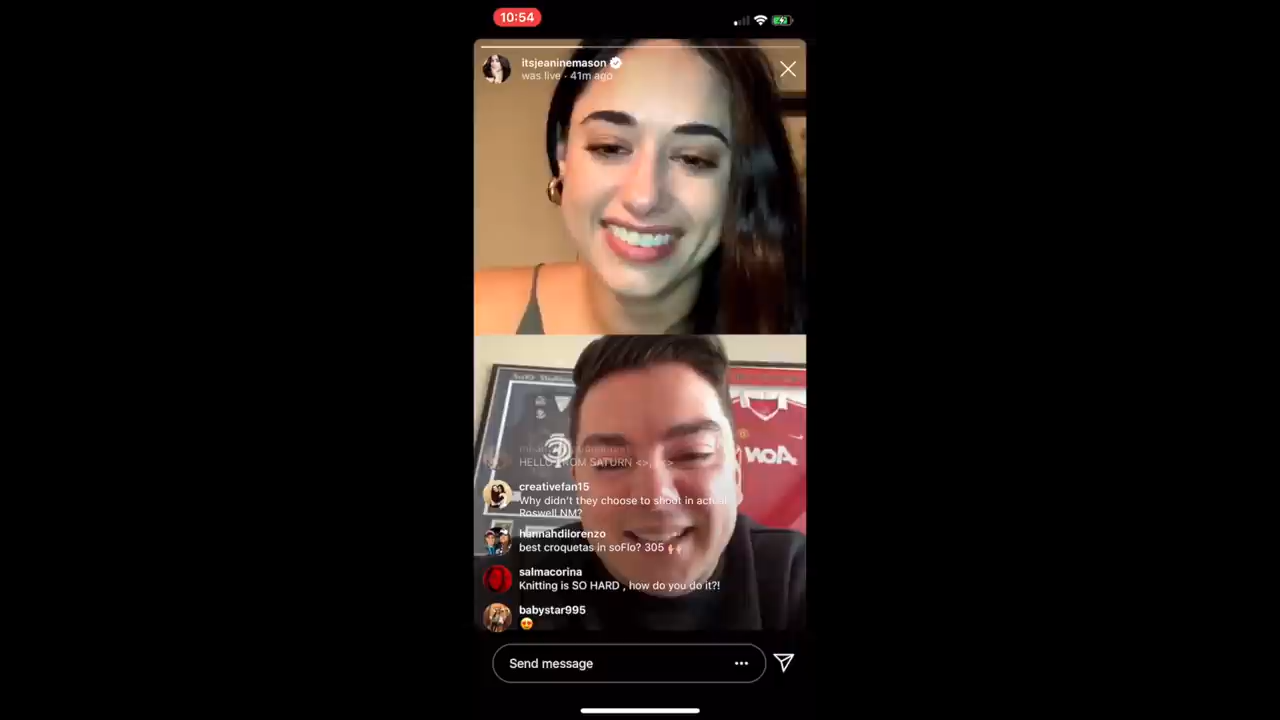 10:54
itsjeaninemason
was live · 41m ago
AON
HELLO FROM SATURN <>, <>
creativefan15
Why didn't they choose to shoot in actual
Roswell NM?
hannahdilorenzo
best croquetas in soFlo? 305 🙌🏻
salmacorina
Knitting is SO HARD , how do you do it?!
babystar995
😍
Send message